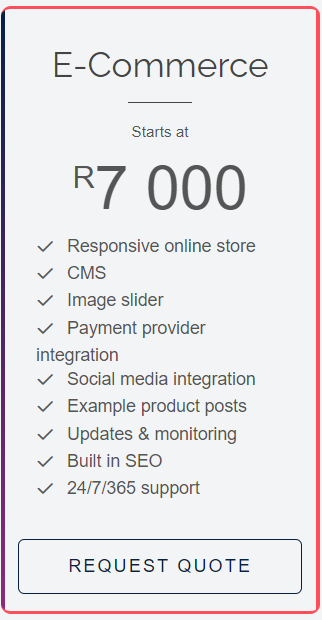 E-Commerce
Starts at
R7 000
Responsive online store
CMS
Image slider
Payment provider
integration
Social media integration
Example product posts
Updates & monitoring
Built in SEO
24/7/365 support
REQUEST QUOTE